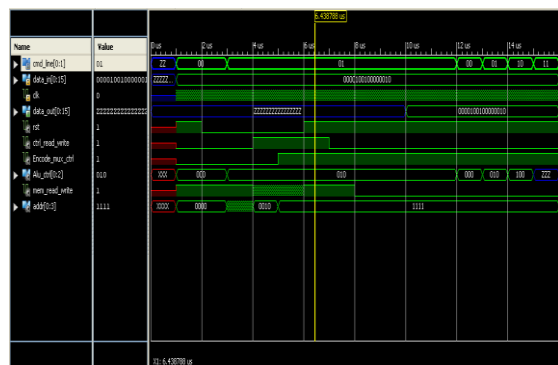 6.438788 us
Name Value 0 us 2 us 4 us 6 us 8 us 10 us 12 us 14 us
cmd_line[0:1] 01 ZZ 00 01 00 01 10 11
data_in[0:15] 000010010000001 ZZZZZ... 0000100100000010
clk 0
data_out[0:15] ZZZZZZZZZZZZZZZ ZZZZZZZZZZZZZZZZ 0000100100000010
rst 1
ctrl_read_write 1
Encode_mux_ctrl 1
Alu_ctrl[0:2] 010 XXX 000 010 000 010 100 ZZZ
mem_read_write 1
addr[0:3] 1111 XXXX 0000 0010 1111
X1: 6.438788 us